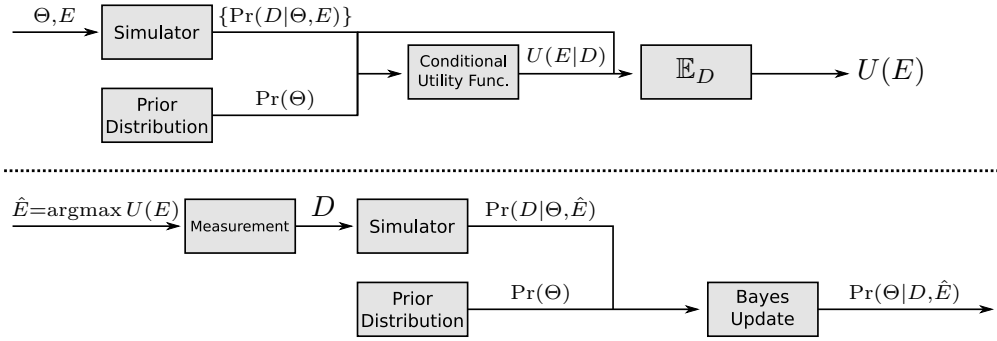 Θ,E
Simulator
{Pr(D|Θ,E)}
Prior
Distribution
Pr(Θ)
Conditional
Utility Func.
U(E|D)
𝔼_D
U(E)
Ê=argmax U(E)
Measurement
D
Simulator
Pr(D|Θ,Ê)
Prior
Distribution
Pr(Θ)
Bayes
Update
Pr(Θ|D,Ê)